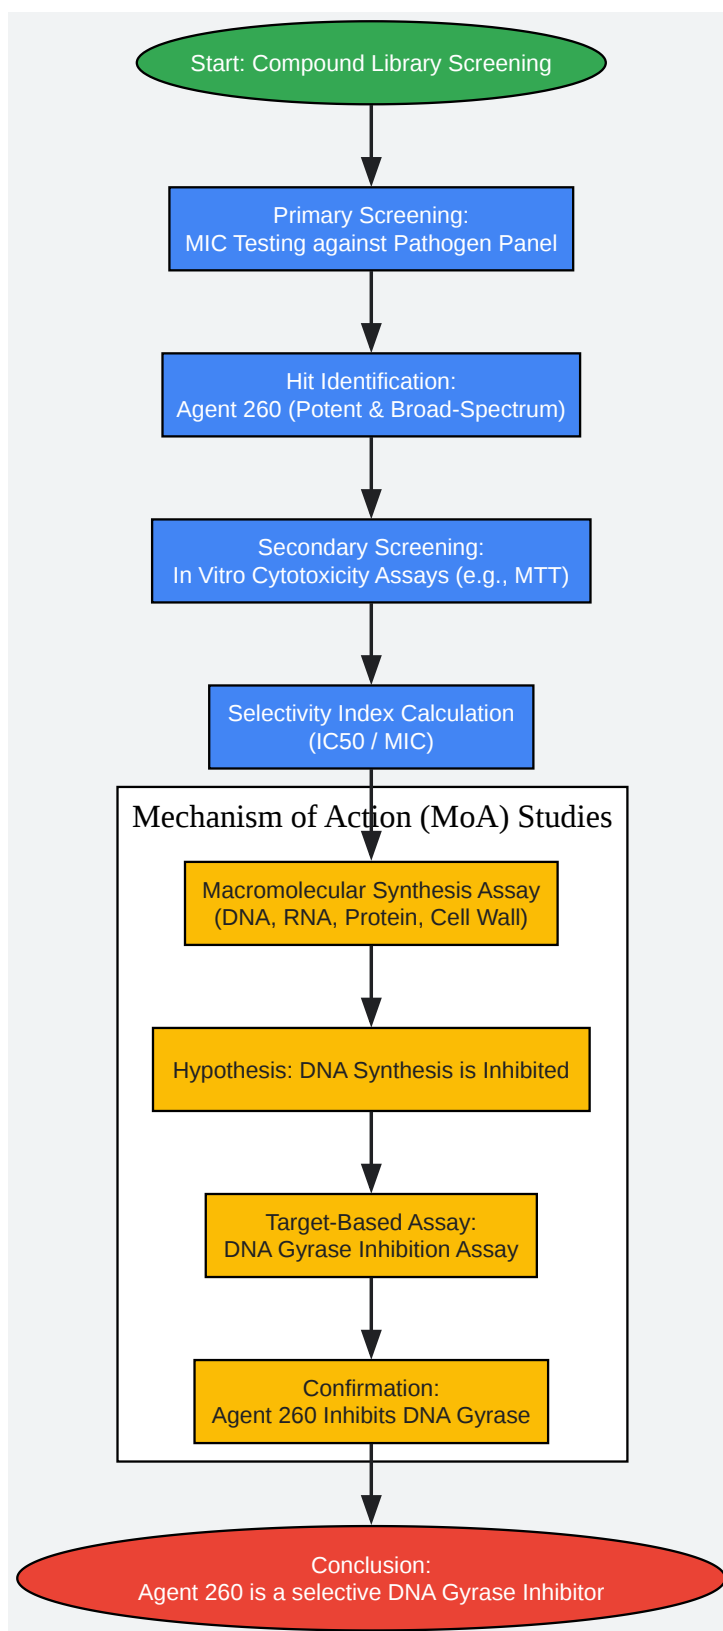 Start: Compound Library Screening
Primary Screening:
MIC Testing against Pathogen Panel
Hit Identification:
Agent 260 (Potent & Broad-Spectrum)
Secondary Screening:
In Vitro Cytotoxicity Assays (e.g., MTT)
Selectivity Index Calculation
(IC50 / MIC)
Mechanism of Action (MoA) Studies
Macromolecular Synthesis Assay
(DNA, RNA, Protein, Cell Wall)
Hypothesis: DNA Synthesis is Inhibited
Target-Based Assay:
DNA Gyrase Inhibition Assay
Confirmation:
Agent 260 Inhibits DNA Gyrase
Conclusion:
Agent 260 is a selective DNA Gyrase Inhibitor